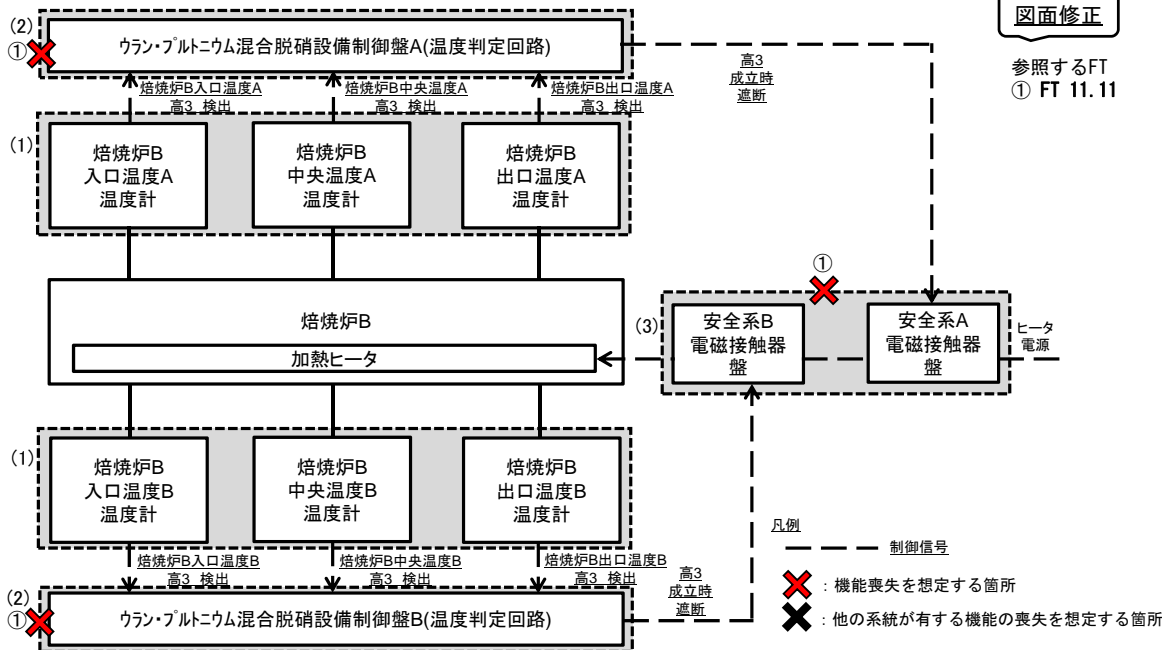 図面修正
参照するFT
① FT 11.11
(2)
①
ウラン・プルトニウム混合脱硝設備制御盤A(温度判定回路)
焙焼炉B入口温度A
高3 検出
焙焼炉B中央温度A
高3 検出
焙焼炉B出口温度A
高3 検出
高3
成立時
遮断
(1)
焙焼炉B
入口温度A
温度計
焙焼炉B
中央温度A
温度計
焙焼炉B
出口温度A
温度計
焙焼炉B
加熱ヒータ
①
(3)
安全系B
電磁接触器
盤
安全系A
電磁接触器
盤
ヒータ
電源
(1)
焙焼炉B
入口温度B
温度計
焙焼炉B
中央温度B
温度計
焙焼炉B
出口温度B
温度計
焙焼炉B入口温度B
高3 検出
焙焼炉B中央温度B
高3 検出
焙焼炉B出口温度B
高3 検出
高3
成立時
遮断
(2)
①
ウラン・プルトニウム混合脱硝設備制御盤B(温度判定回路)
凡例
制御信号
：機能喪失を想定する箇所
：他の系統が有する機能の喪失を想定する箇所